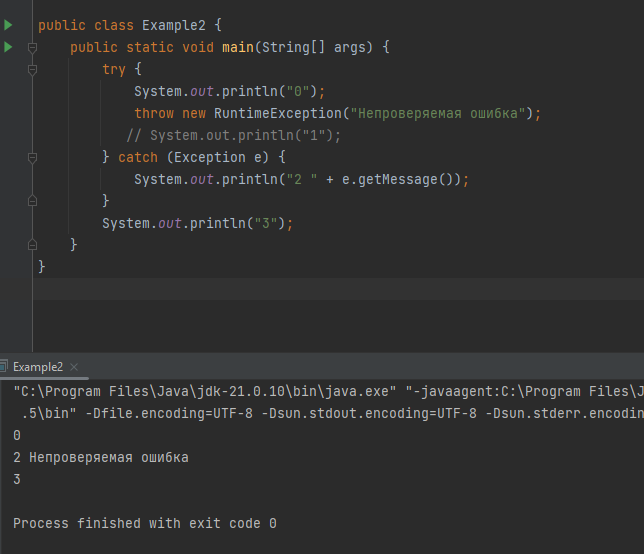 public class Example2 {
public static void main(String[] args) {
try {
System.out.println("0");
throw new RuntimeException("Непроверяемая ошибка");
// System.out.println("1");
} catch (Exception e) {
System.out.println("2 " + e.getMessage());
}
System.out.println("3");
}
}
Example2
"C:\Program Files\Java\jdk-21.0.10\bin\java.exe" "-javaagent:C:\Program Files\J
.5\bin" -Dfile.encoding=UTF-8 -Dsun.stdout.encoding=UTF-8 -Dsun.stderr.encodin
0
2 Непроверяемая ошибка
3
Process finished with exit code 0